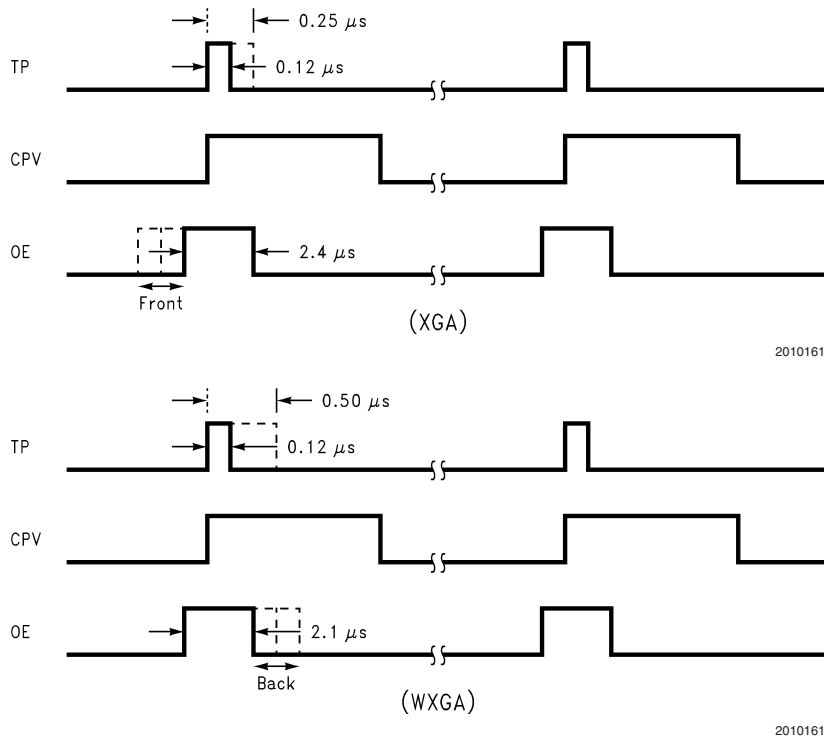 0.25 μs
TP
0.12 μs
CPV
OE
2.4 μs
Front
(XGA)
2010161
0.50 μs
TP
0.12 μs
CPV
OE
2.1 μs
Back
(WXGA)
2010161